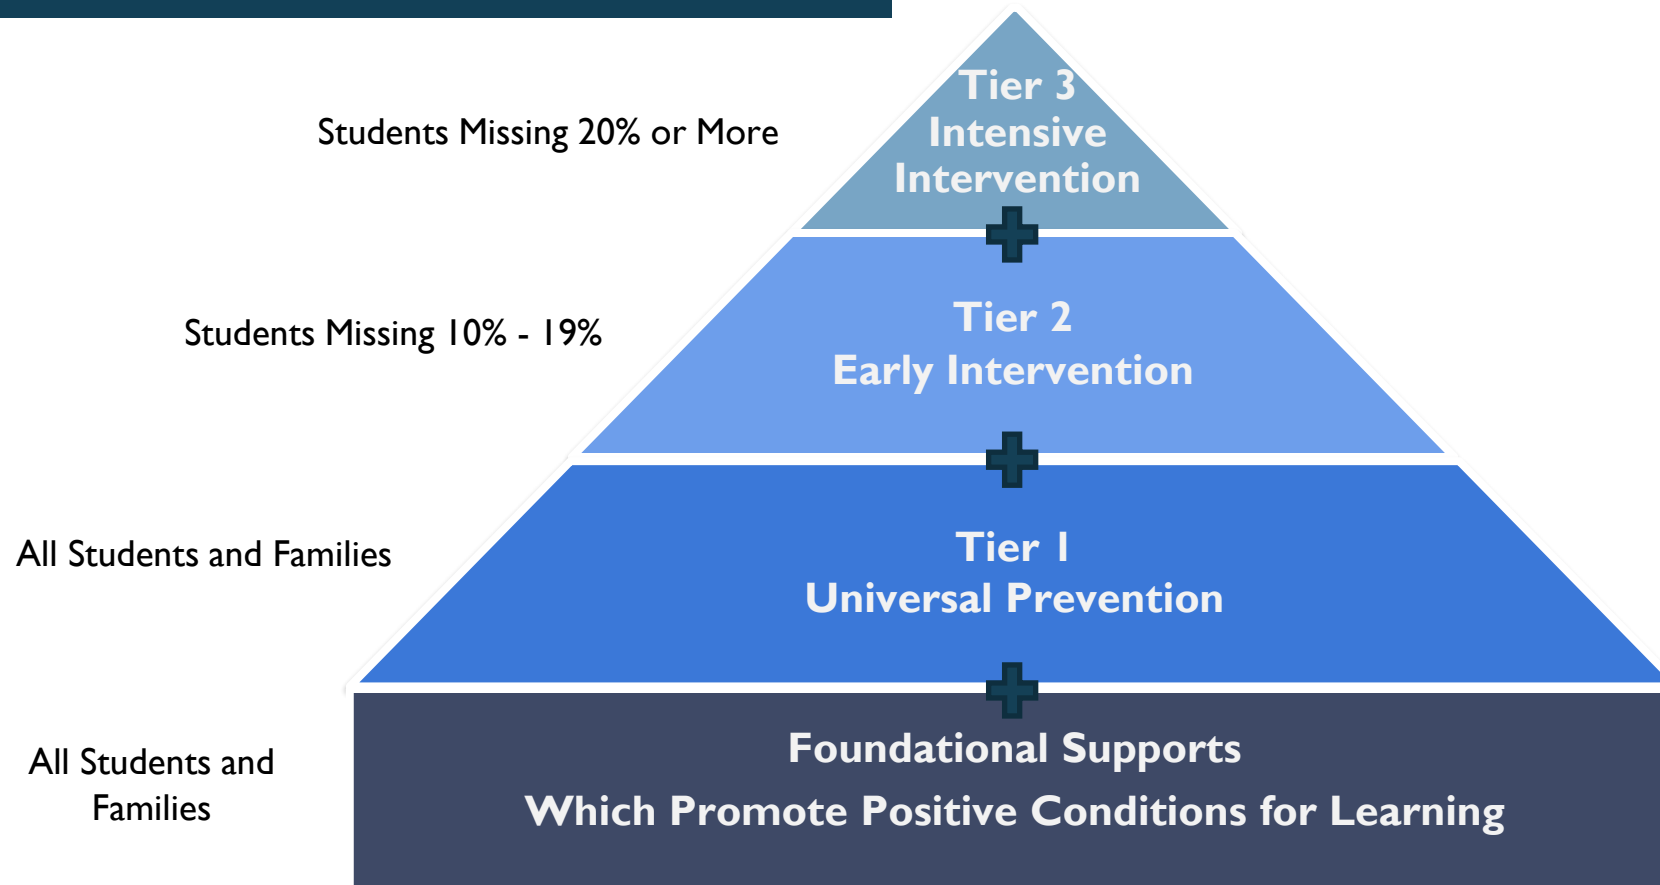 Tier 3
Intensive
Intervention
Students Missing 20% or More
Tier 2
Early Intervention
Students Missing 10% - 19%
Tier 1
Universal Prevention
All Students and Families
Foundational Supports
Which Promote Positive Conditions for Learning
All Students and
Families